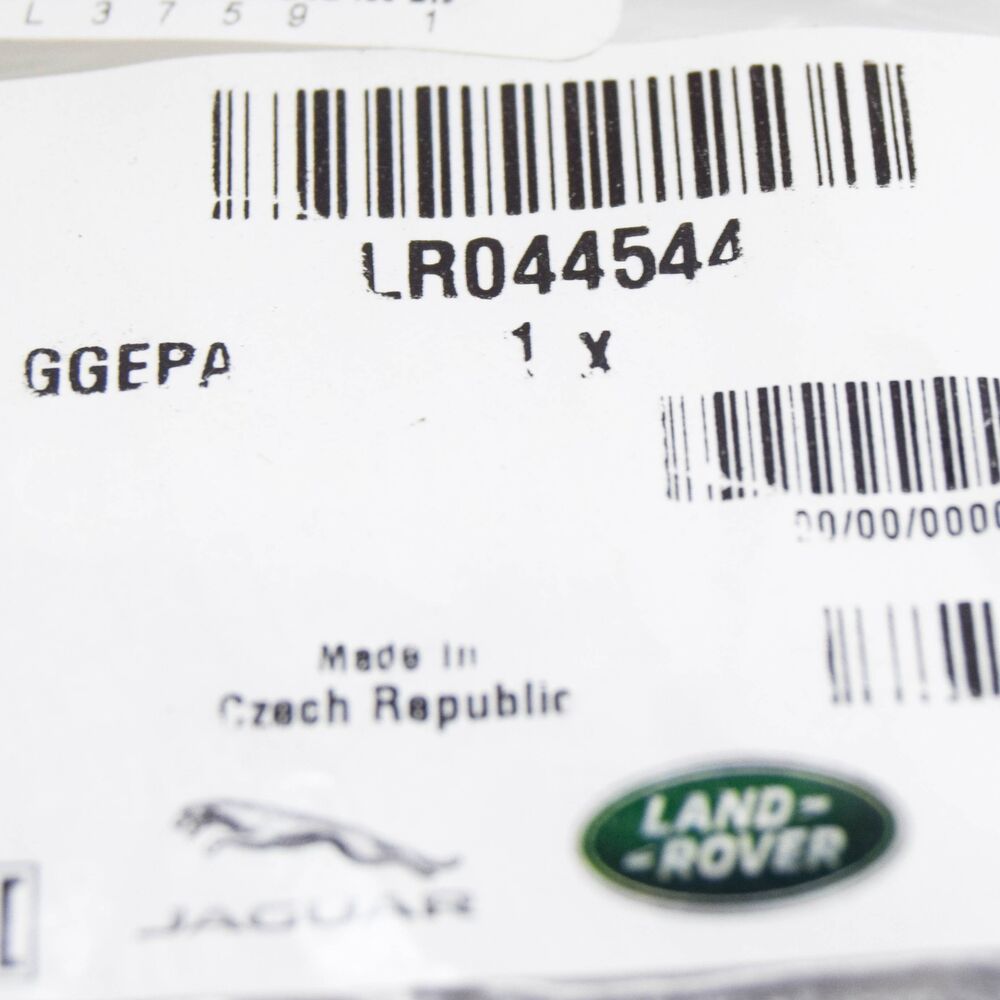 L 3 7 5 9 1
LR044544
GGEPA 1 x
00/00/0000
Made in
Czech Republic
JAGUAR
LAND-
-ROVER